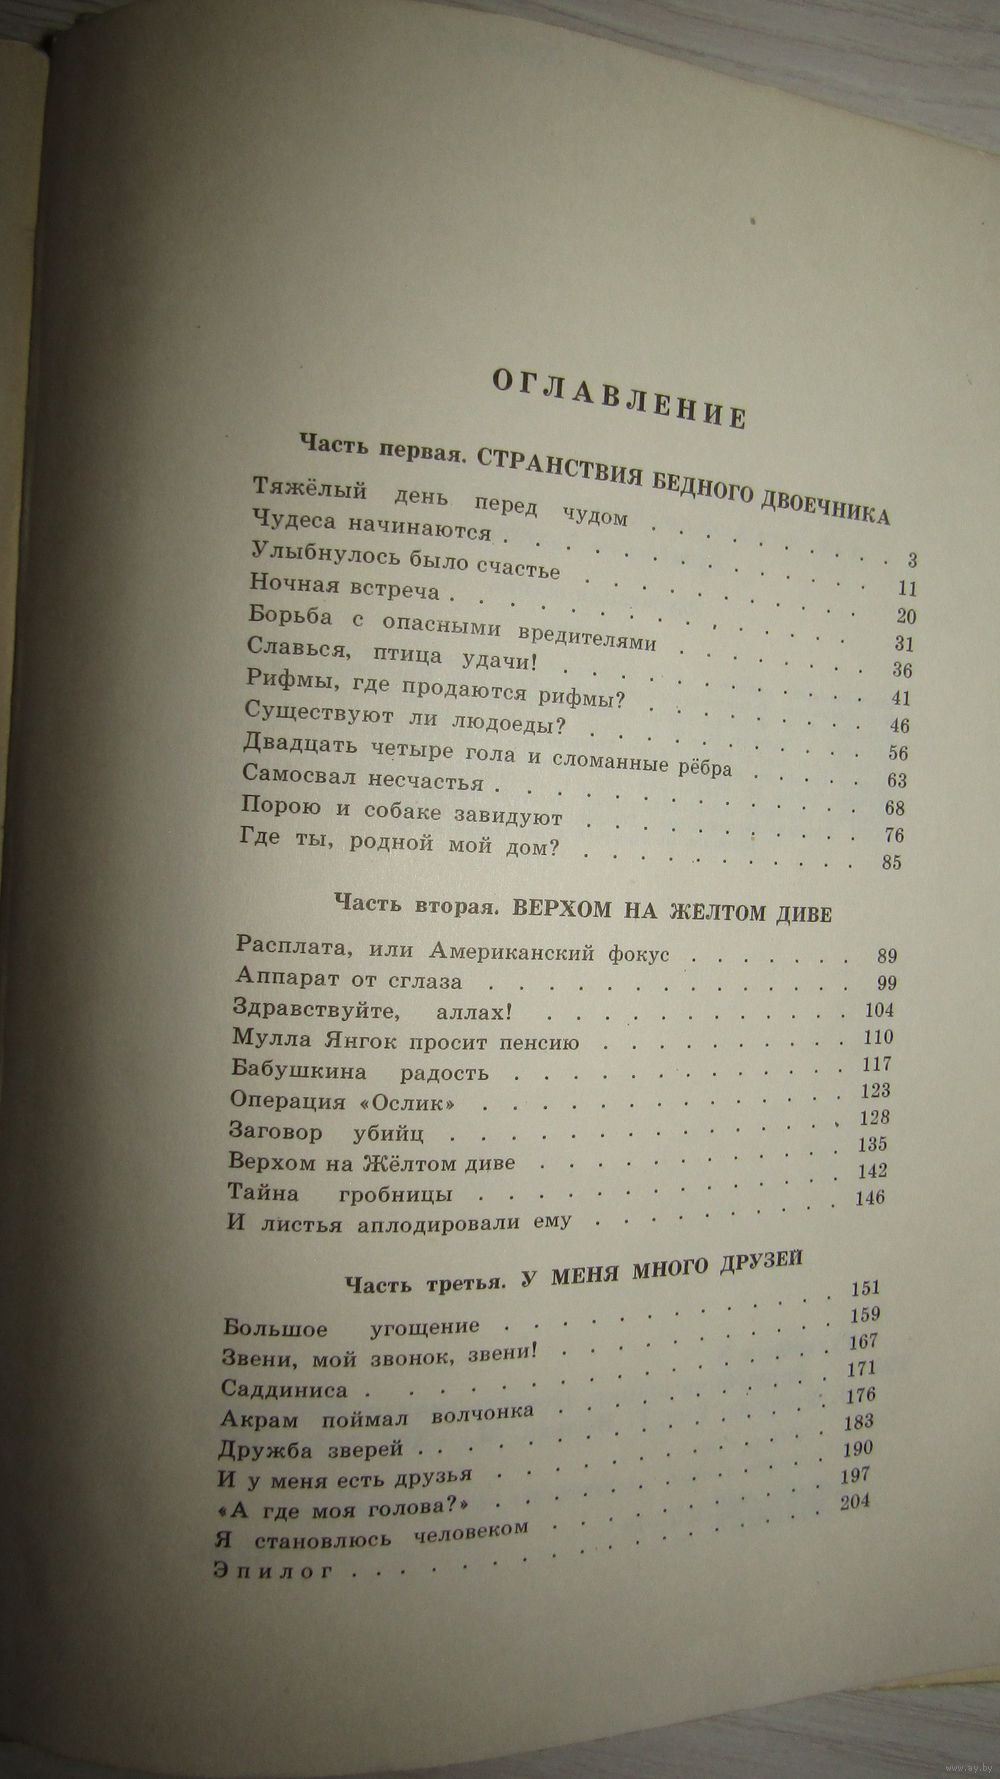 ОГЛАВЛЕНИЕ
Часть первая. СТРАНСТВИЯ БЕДНОГО ДВОЕЧНИКА
Тяжёлый день перед чудом . . . . . . . . . 3
Чудеса начинаются . . . . . . . . . . . . . 11
Улыбнулось было счастье . . . . . . . . . . 20
Ночная встреча . . . . . . . . . . . . . . 31
Борьба с опасными вредителями . . . . . . . 36
Славься, птица удачи! . . . . . . . . . . . 41
Рифмы, где продаются рифмы? . . . . . . . . 46
Существуют ли людоеды? . . . . . . . . . . 56
Двадцать четыре гола и сломанные рёбра . . . . . 63
Самосвал несчастья . . . . . . . . . . . . . 68
Порою и собаке завидуют . . . . . . . . . . 76
Где ты, родной мой дом? . . . . . . . . . . 85
Часть вторая. ВЕРХОМ НА ЖЕЛТОМ ДИВЕ
Расплата, или Американский фокус . . . . . . 89
Аппарат от сглаза . . . . . . . . . . . . . 99
Здравствуйте, аллах! . . . . . . . . . . . 104
Мулла Янгок просит пенсию . . . . . . . . . 110
Бабушкина радость . . . . . . . . . . . . 117
Операция «Ослик» . . . . . . . . . . . . . 123
Заговор убийц . . . . . . . . . . . . . . 128
Верхом на Жёлтом диве . . . . . . . . . . . 135
Тайна гробницы . . . . . . . . . . . . . 142
И листья аплодировали ему . . . . . . . . . 146
Часть третья. У МЕНЯ МНОГО ДРУЗЕЙ
Большое угощение . . . . . . . . . . . . 151
Звени, мой звонок, звени! . . . . . . . . . . 159
Саддиниса . . . . . . . . . . . . . . . . 167
Акрам поймал волчонка . . . . . . . . . . 171
Дружба зверей . . . . . . . . . . . . . . 176
И у меня есть друзья . . . . . . . . . . . . 183
«А где моя голова?» . . . . . . . . . . . . 190
Я становлюсь человеком . . . . . . . . . . 197
Эпилог . . . . . . . . . . . . . . . . 204
www.ay.by